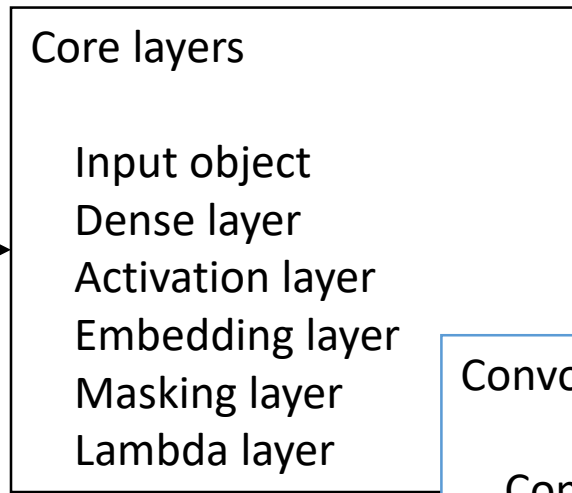 Core layers
Input object
Dense layer
Activation layer
Embedding layer
Masking layer
Lambda layer